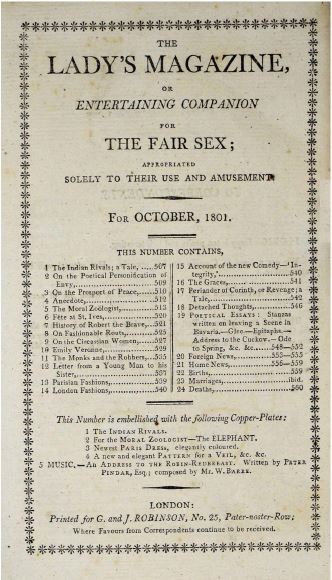 THE
LADY'S MAGAZINE,
OR
ENTERTAINING COMPANION
FOR
THE FAIR SEX;
APPROPRIATED
SOLELY TO THEIR USE AND AMUSEMENT.
FOR OCTOBER, 1801.
THIS NUMBER CONTAINS,
1 The Indian Rivals; a Tale, .....507
2 On the Poetical Personification of
Envy, 509
3 On the Prospect of Peace, 510
4 Anecdote, 512
5 The Moral Zoologist, 513
6 Fête at St. Ives, 520
7 History of Robert the Brave, 521
8 On Fashionable Routs, 525
9 On the Circassian Women, 527
10 Emily Veronne, 529
11 The Monks and the Robbers, 535
12 Letter from a Young Man to his
Sister, 537
13 Parisian Fashions, 539
14 London Fashions, 540
15 Account of the new Comedy—'In-
tegrity,' 540
16 The Graces, 541
17 Periander of Corinth, or Revenge; a
Tale, 542
18 Detached Thoughts, 546
19 POETICAL ESSAYS: Stanzas
written on leaving a Scene in
Bavaria.—Glee.—Epitaphs.—
Address to the Cuckow.—Ode
to Spring, &c. &c. 548—552
20 Foreign News, 553—555
21 Home News, 556—559
22 Births, 559
23 Marriages, ibid.
24 Deaths, 560
This Number is embellished with the following Copper-Plates:
1 THE INDIAN RIVALS.
2 For the MORAL ZOOLOGIST—The ELEPHANT.
3 Newest PARIS DRESS, elegantly coloured.
4 A new and elegant PATTERN for a VEIL, &c. &c.
5 MUSIC.—AN ADDRESS TO THE ROBIN-REDBREAST. Written by PETER
PINDAR, Esq; composed by Mr. W. BARRE.
LONDON:
Printed for G. and J. ROBINSON, No. 25, Pater-noster-Row;
Where Favours from Correspondents continue to be received.